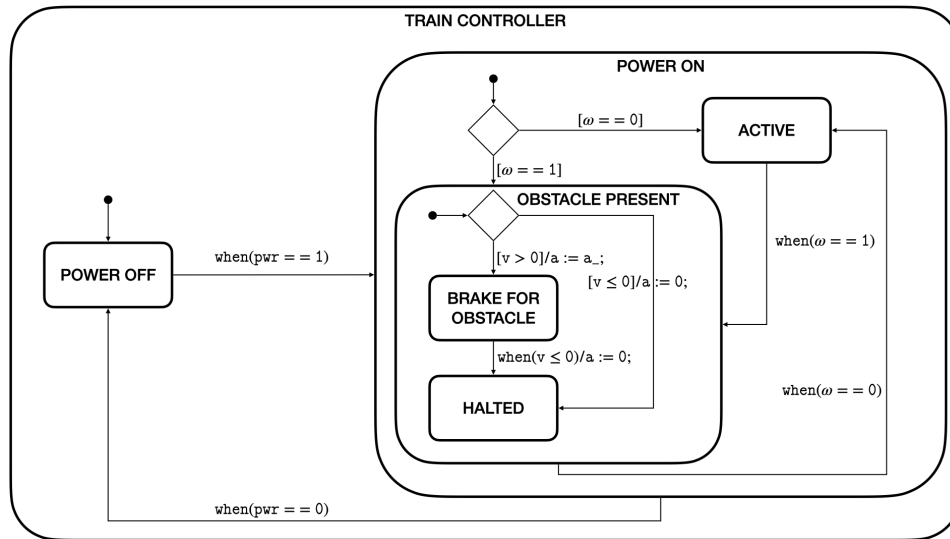 TRAIN CONTROLLER
POWER ON
[ω == 0]
ACTIVE
[ω == 1]
OBSTACLE PRESENT
when(ω == 1)
when(pwr == 1)
POWER OFF
[v > 0]/a := a_;
[v ≤ 0]/a := 0;
BRAKE FOR
OBSTACLE
when(v ≤ 0)/a := 0;
when(ω == 0)
HALTED
when(pwr == 0)